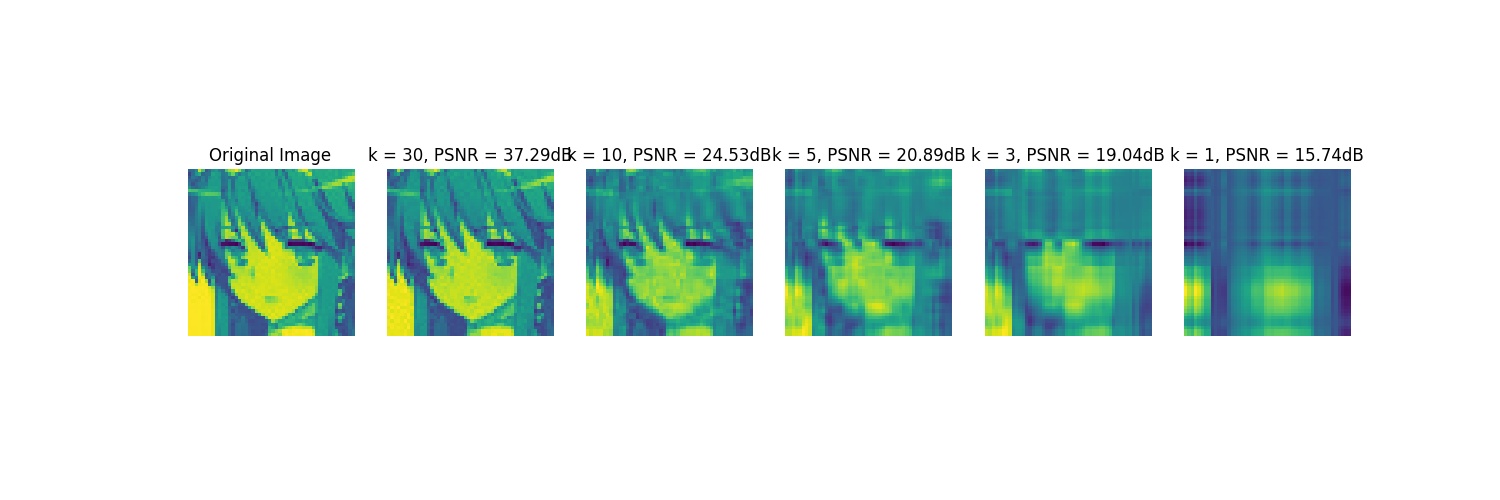 Original Image
k = 30, PSNR = 37.29dB
k = 10, PSNR = 24.53dB
k = 5, PSNR = 20.89dB
k = 3, PSNR = 19.04dB
k = 1, PSNR = 15.74dB